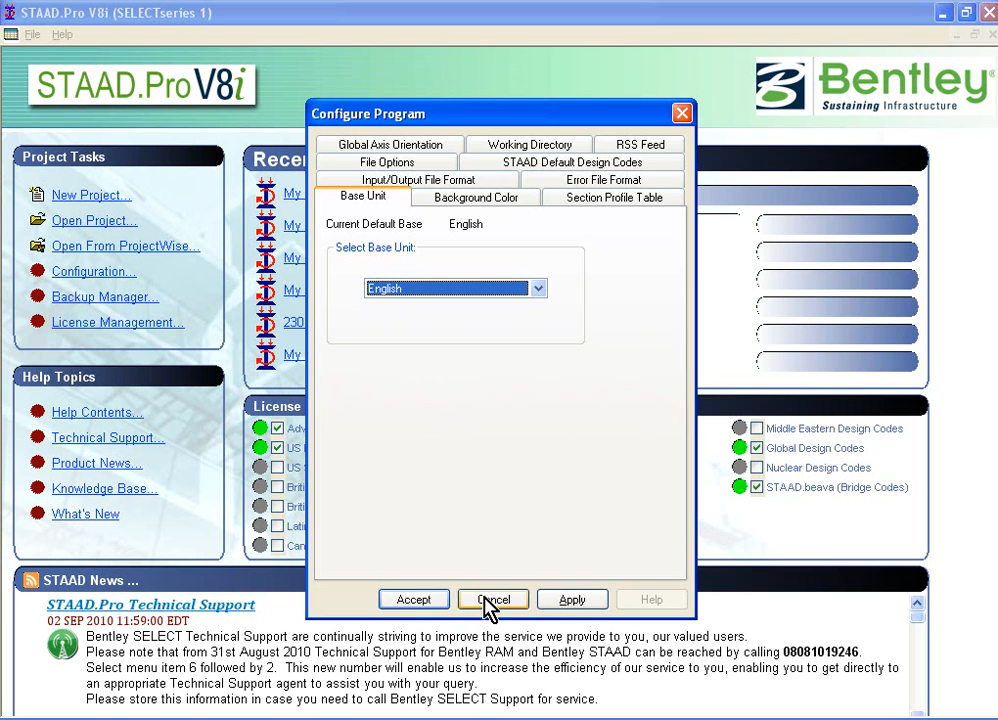 STAAD.Pro V8i (SELECTseries 1)
File Help
STAAD.Pro V8i
Bentley®
Sustaining Infrastructure
Project Tasks
New Project...
Open Project...
Open From ProjectWise...
Configuration...
Backup Manager...
License Management...
Help Topics
Help Contents...
Technical Support...
Product News...
Knowledge Base...
What's New
Recen
My
My
My
My
230
My
License
Adv
US
US
Briti
Briti
Latir
Can
Configure Program
Global Axis Orientation Working Directory RSS Feed
File Options STAAD Default Design Codes
Input/Output File Format Error File Format
Base Unit Background Color Section Profile Table
Current Default Base English
Select Base Unit:
English
Accept Cancel Apply Help
Middle Eastern Design Codes
Global Design Codes
Nuclear Design Codes
STAAD.beava (Bridge Codes)
STAAD News ...
STAAD.Pro Technical Support
02 SEP 2010 11:59:00 EDT
Bentley SELECT Technical Support are continually striving to improve the service we provide to you, our valued users.
Please note that from 31st August 2010 Technical Support for Bentley RAM and Bentley STAAD can be reached by calling 08081019246.
Select menu item 6 followed by 2. This new number will enable us to increase the efficiency of our service to you, enabling you to get directly to
an appropriate Technical Support agent to assist you with your query.
Please store this information in case you need to call Bentley SELECT Support for service.